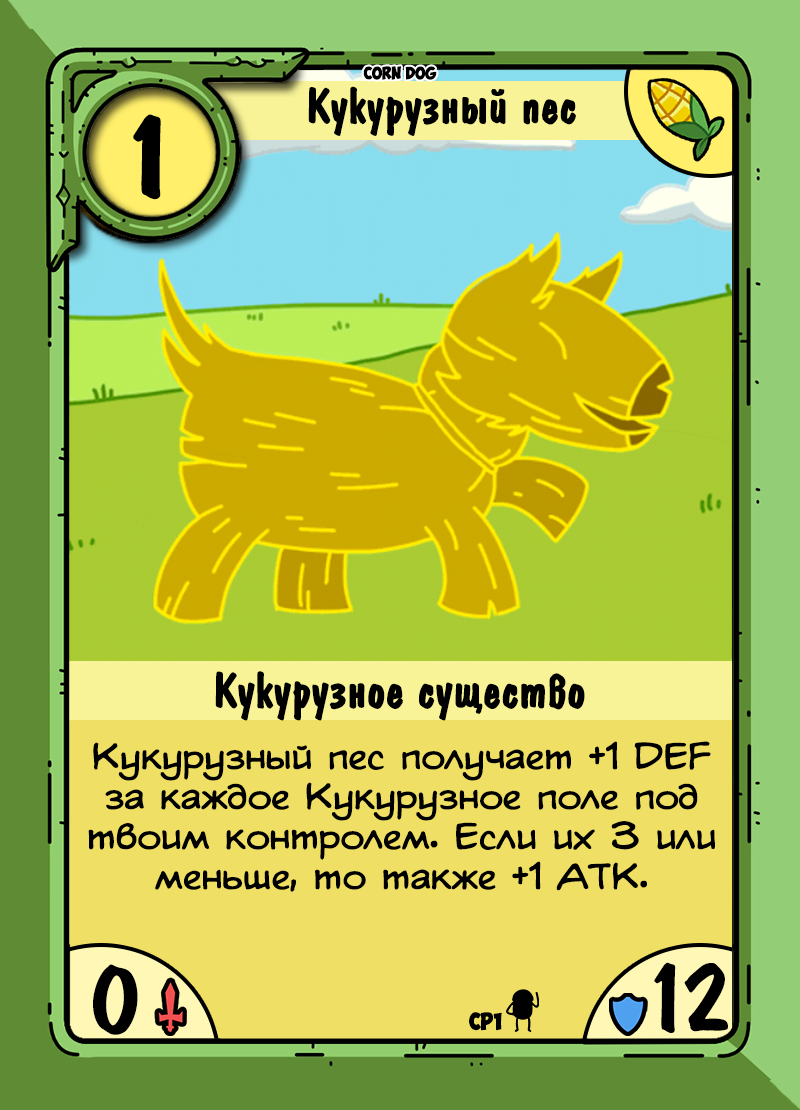 CORN DOG
1
Кукурузный пес
Кукурузное существо
Кукурузный пес получает +1 DEF
за каждое Кукурузное поле под
твоим контролем. Если их 3 или
меньше, то также +1 ATK.
0
CP1
12